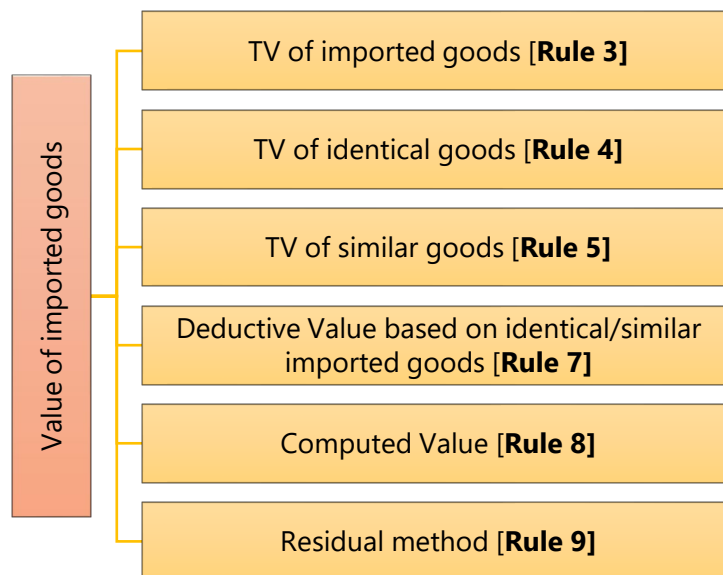 Value of imported goods
TV of imported goods [Rule 3]
TV of identical goods [Rule 4]
TV of similar goods [Rule 5]
Deductive Value based on identical/similar
imported goods [Rule 7]
Computed Value [Rule 8]
Residual method [Rule 9]